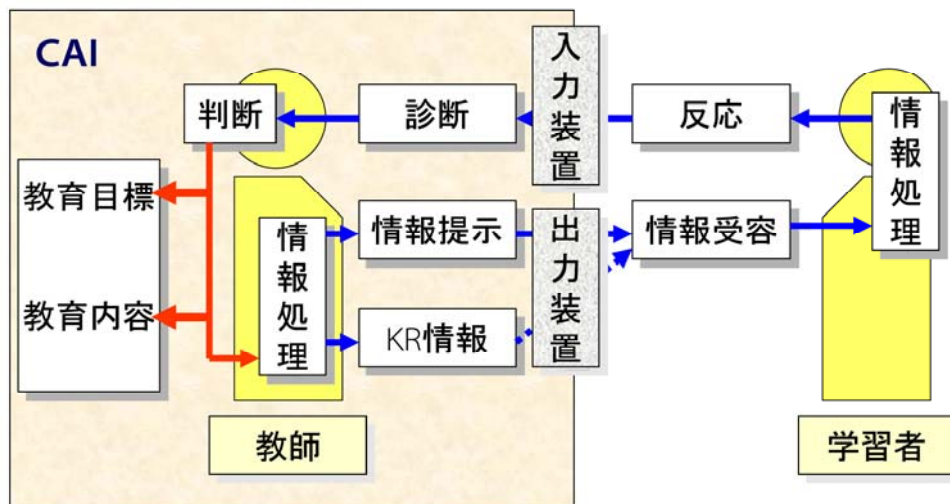 CAI
判断
診断
入力装置
反応
情報処理
教育目標
教育内容
情報処理
情報提示
出力装置
情報受容
KR情報
教師
学習者